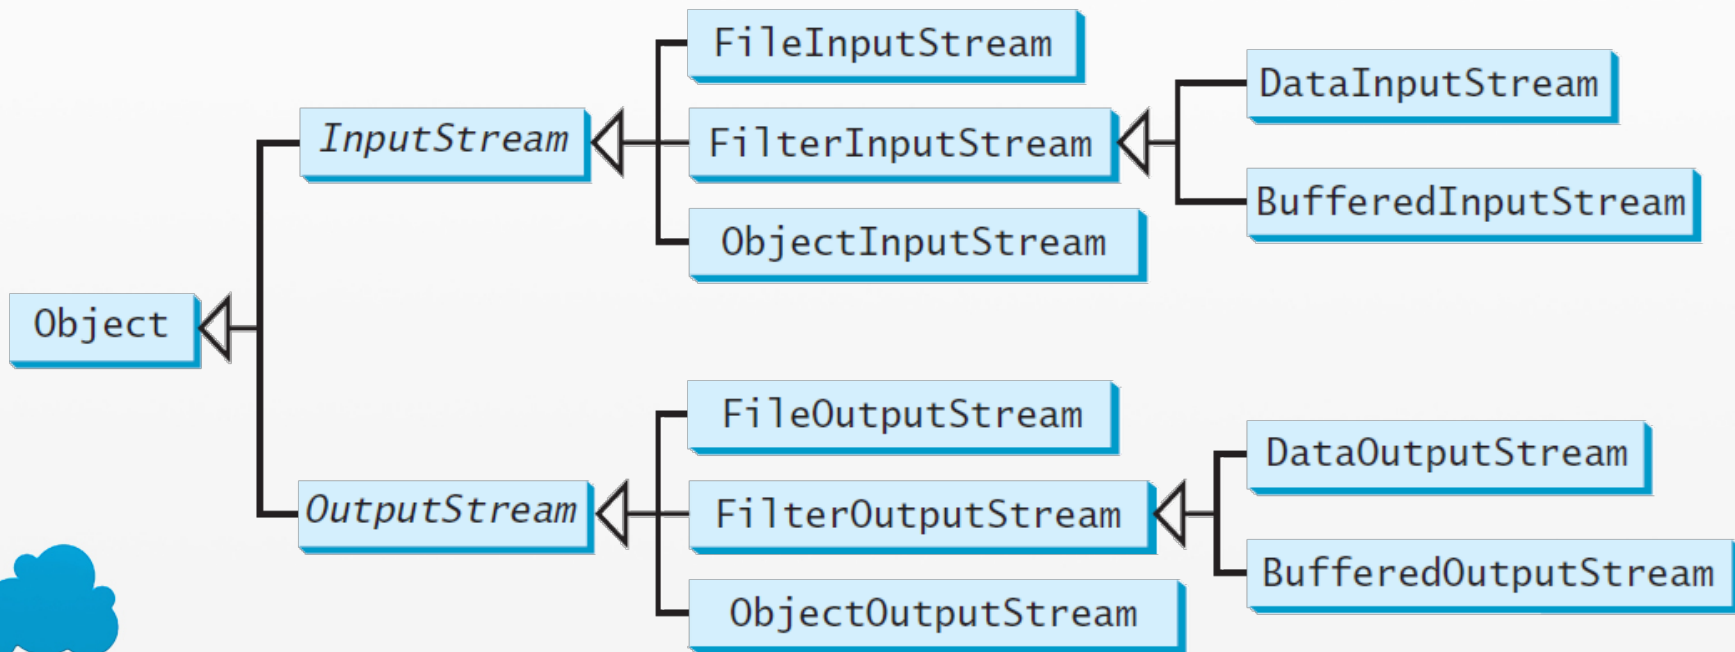 FileInputStream
DataInputStream
InputStream
FilterInputStream
BufferedInputStream
ObjectInputStream
Object
FileOutputStream
DataOutputStream
OutputStream
FilterOutputStream
BufferedOutputStream
ObjectOutputStream